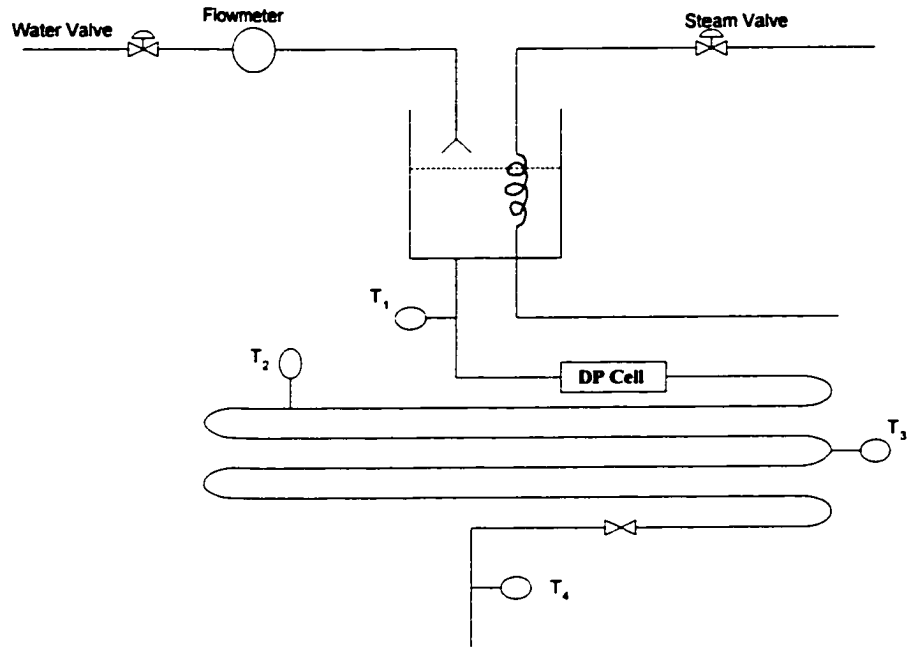 Flowmeter
Water Valve
Steam Valve
T1
DP Cell
T2
T3
T4